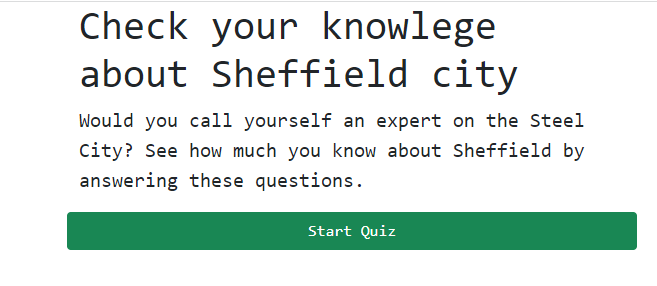 Check your knowlege
about Sheffield city
Would you call yourself an expert on the Steel
City? See how much you know about Sheffield by
answering these questions.
Start Quiz